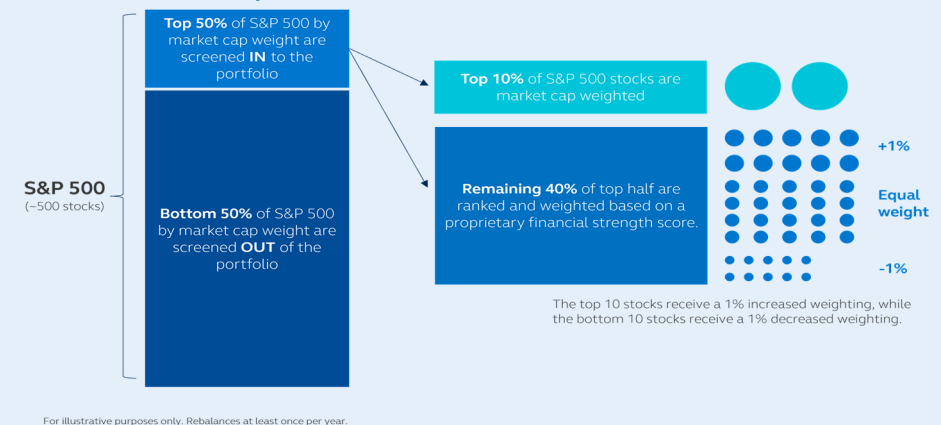 Top 50% of S&P 500 by
market cap weight are
screened IN to the
portfolio
Top 10% of S&P 500 stocks are
market cap weighted
+1%
S&P 500
(~500 stocks)
Bottom 50% of S&P 500
by market cap weight are
screened OUT of the
portfolio
Remaining 40% of top half are
ranked and weighted based on a
proprietary financial strength score.
Equal
weight
-1%
The top 10 stocks receive a 1% increased weighting, while
the bottom 10 stocks receive a 1% decreased weighting.
For illustrative purposes only. Rebalances at least once per year.